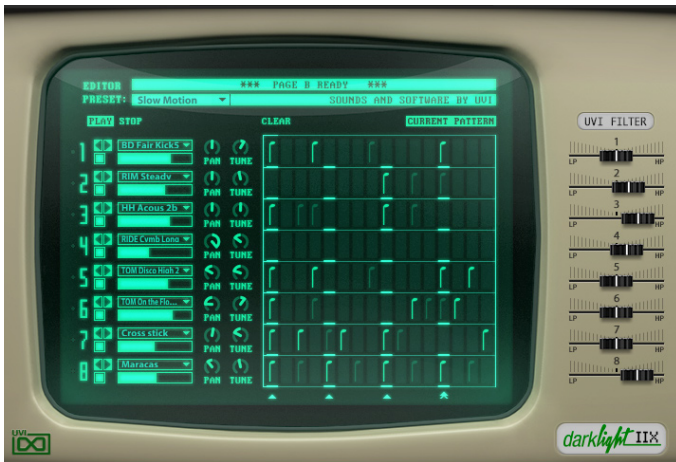 EDITOR *** PAGE B READY ***
PRESET: Slow Motion SOUNDS AND SOFTWARE BY UVI
PLAY STOP CLEAR CURRENT PATTERN
UVI FILTER
1 BD Fair Kick5 PAN TUNE
2 RIM Steady PAN TUNE
3 HH Acous 2b PAN TUNE
4 RIDE Cymb Long PAN TUNE
5 TOM Disco High 2 PAN TUNE
6 TOM On the Flo... PAN TUNE
7 Cross stick PAN TUNE
8 Maracas PAN TUNE
1
LP HP
2
LP HP
3
LP HP
4
LP HP
5
LP HP
6
LP HP
7
LP HP
8
LP HP
UVI
darklight IIX